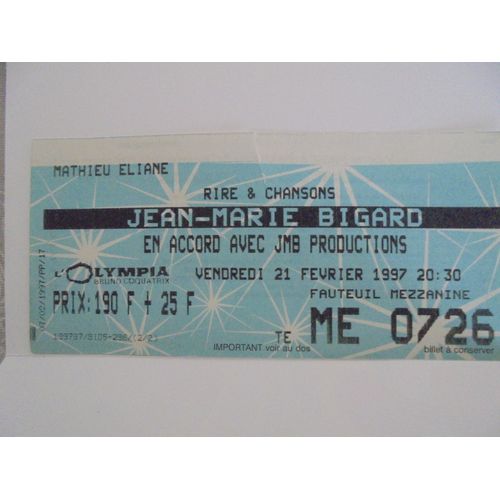 MATHIEU ELIANE
RIRE & CHANSONS
JEAN-MARIE BIGARD
EN ACCORD AVEC JMB PRODUCTIONS
L'OLYMPIA
BRUNO COQUATRIX
VENDREDI 21 FEVRIER 1997 20:30
PRIX: 190 F + 25 F
FAUTEUIL MEZZANINE
TE ME 0726
IMPORTANT voir au dos
billet à conserver